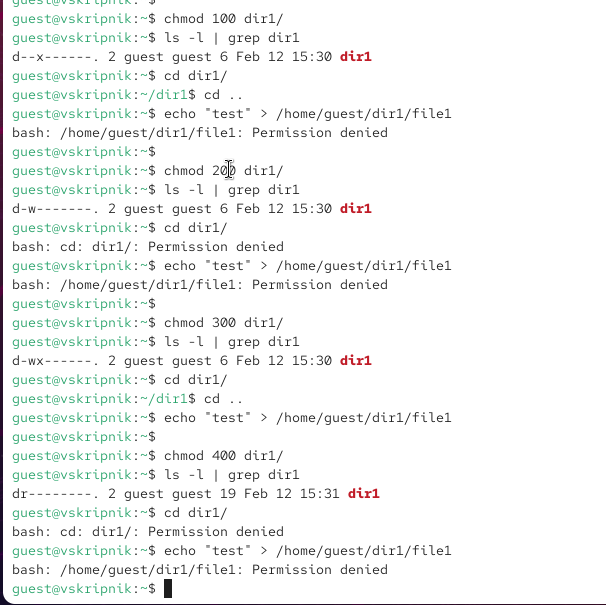 guest@vskripnik:~$
guest@vskripnik:~$ chmod 100 dir1/
guest@vskripnik:~$ ls -l | grep dir1
d--x------. 2 guest guest 6 Feb 12 15:30 dir1
guest@vskripnik:~$ cd dir1/
guest@vskripnik:~/dir1$ cd ..
guest@vskripnik:~$ echo "test" > /home/guest/dir1/file1
bash: /home/guest/dir1/file1: Permission denied
guest@vskripnik:~$
guest@vskripnik:~$ chmod 200 dir1/
guest@vskripnik:~$ ls -l | grep dir1
d-w-------. 2 guest guest 6 Feb 12 15:30 dir1
guest@vskripnik:~$ cd dir1/
bash: cd: dir1/: Permission denied
guest@vskripnik:~$ echo "test" > /home/guest/dir1/file1
bash: /home/guest/dir1/file1: Permission denied
guest@vskripnik:~$
guest@vskripnik:~$ chmod 300 dir1/
guest@vskripnik:~$ ls -l | grep dir1
d-wx------. 2 guest guest 6 Feb 12 15:30 dir1
guest@vskripnik:~$ cd dir1/
guest@vskripnik:~/dir1$ cd ..
guest@vskripnik:~$ echo "test" > /home/guest/dir1/file1
guest@vskripnik:~$
guest@vskripnik:~$ chmod 400 dir1/
guest@vskripnik:~$ ls -l | grep dir1
dr--------. 2 guest guest 19 Feb 12 15:31 dir1
guest@vskripnik:~$ cd dir1/
bash: cd: dir1/: Permission denied
guest@vskripnik:~$ echo "test" > /home/guest/dir1/file1
bash: /home/guest/dir1/file1: Permission denied
guest@vskripnik:~$